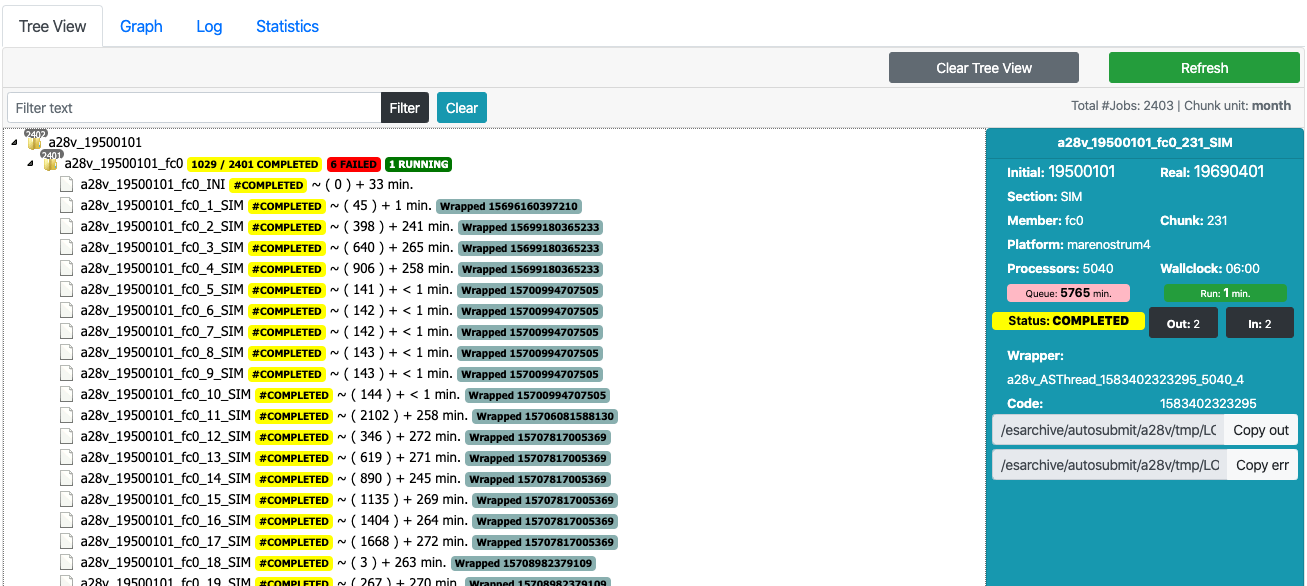 Tree View Graph Log Statistics
Clear Tree View Refresh
Filter text Filter Clear Total #Jobs: 2403 | Chunk unit: month
2402 a28v_19500101
2401 a28v_19500101_fc0 1029 / 2401 COMPLETED 6 FAILED 1 RUNNING
a28v_19500101_fc0_INI #COMPLETED ~ ( 0 ) + 33 min.
a28v_19500101_fc0_1_SIM #COMPLETED ~ ( 45 ) + 1 min. Wrapped 15696160397210
a28v_19500101_fc0_2_SIM #COMPLETED ~ ( 398 ) + 241 min. Wrapped 15699180365233
a28v_19500101_fc0_3_SIM #COMPLETED ~ ( 640 ) + 265 min. Wrapped 15699180365233
a28v_19500101_fc0_4_SIM #COMPLETED ~ ( 906 ) + 258 min. Wrapped 15699180365233
a28v_19500101_fc0_5_SIM #COMPLETED ~ ( 141 ) + < 1 min. Wrapped 15700994707505
a28v_19500101_fc0_6_SIM #COMPLETED ~ ( 142 ) + < 1 min. Wrapped 15700994707505
a28v_19500101_fc0_7_SIM #COMPLETED ~ ( 142 ) + < 1 min. Wrapped 15700994707505
a28v_19500101_fc0_8_SIM #COMPLETED ~ ( 143 ) + < 1 min. Wrapped 15700994707505
a28v_19500101_fc0_9_SIM #COMPLETED ~ ( 143 ) + < 1 min. Wrapped 15700994707505
a28v_19500101_fc0_10_SIM #COMPLETED ~ ( 144 ) + < 1 min. Wrapped 15700994707505
a28v_19500101_fc0_11_SIM #COMPLETED ~ ( 2102 ) + 258 min. Wrapped 15706081588130
a28v_19500101_fc0_12_SIM #COMPLETED ~ ( 346 ) + 272 min. Wrapped 15707817005369
a28v_19500101_fc0_13_SIM #COMPLETED ~ ( 619 ) + 271 min. Wrapped 15707817005369
a28v_19500101_fc0_14_SIM #COMPLETED ~ ( 890 ) + 245 min. Wrapped 15707817005369
a28v_19500101_fc0_15_SIM #COMPLETED ~ ( 1135 ) + 269 min. Wrapped 15707817005369
a28v_19500101_fc0_16_SIM #COMPLETED ~ ( 1404 ) + 264 min. Wrapped 15707817005369
a28v_19500101_fc0_17_SIM #COMPLETED ~ ( 1668 ) + 272 min. Wrapped 15707817005369
a28v_19500101_fc0_18_SIM #COMPLETED ~ ( 3 ) + 263 min. Wrapped 15708982379109
a28v_19500101_fc0_19_SIM #COMPLETED ~ ( 267 ) + 270 min. Wrapped 15708982379109
a28v_19500101_fc0_231_SIM
Initial: 19500101 Real: 19690401
Section: SIM
Member: fc0 Chunk: 231
Platform: marenostrum4
Processors: 5040 Wallclock: 06:00
Queue: 5765 min. Run: 1 min.
Status: COMPLETED Out: 2 In: 2
Wrapper:
a28v_ASThread_1583402323295_5040_4
Code: 1583402323295
/esarchive/autosubmit/a28v/tmp/LO Copy out
/esarchive/autosubmit/a28v/tmp/LO Copy err